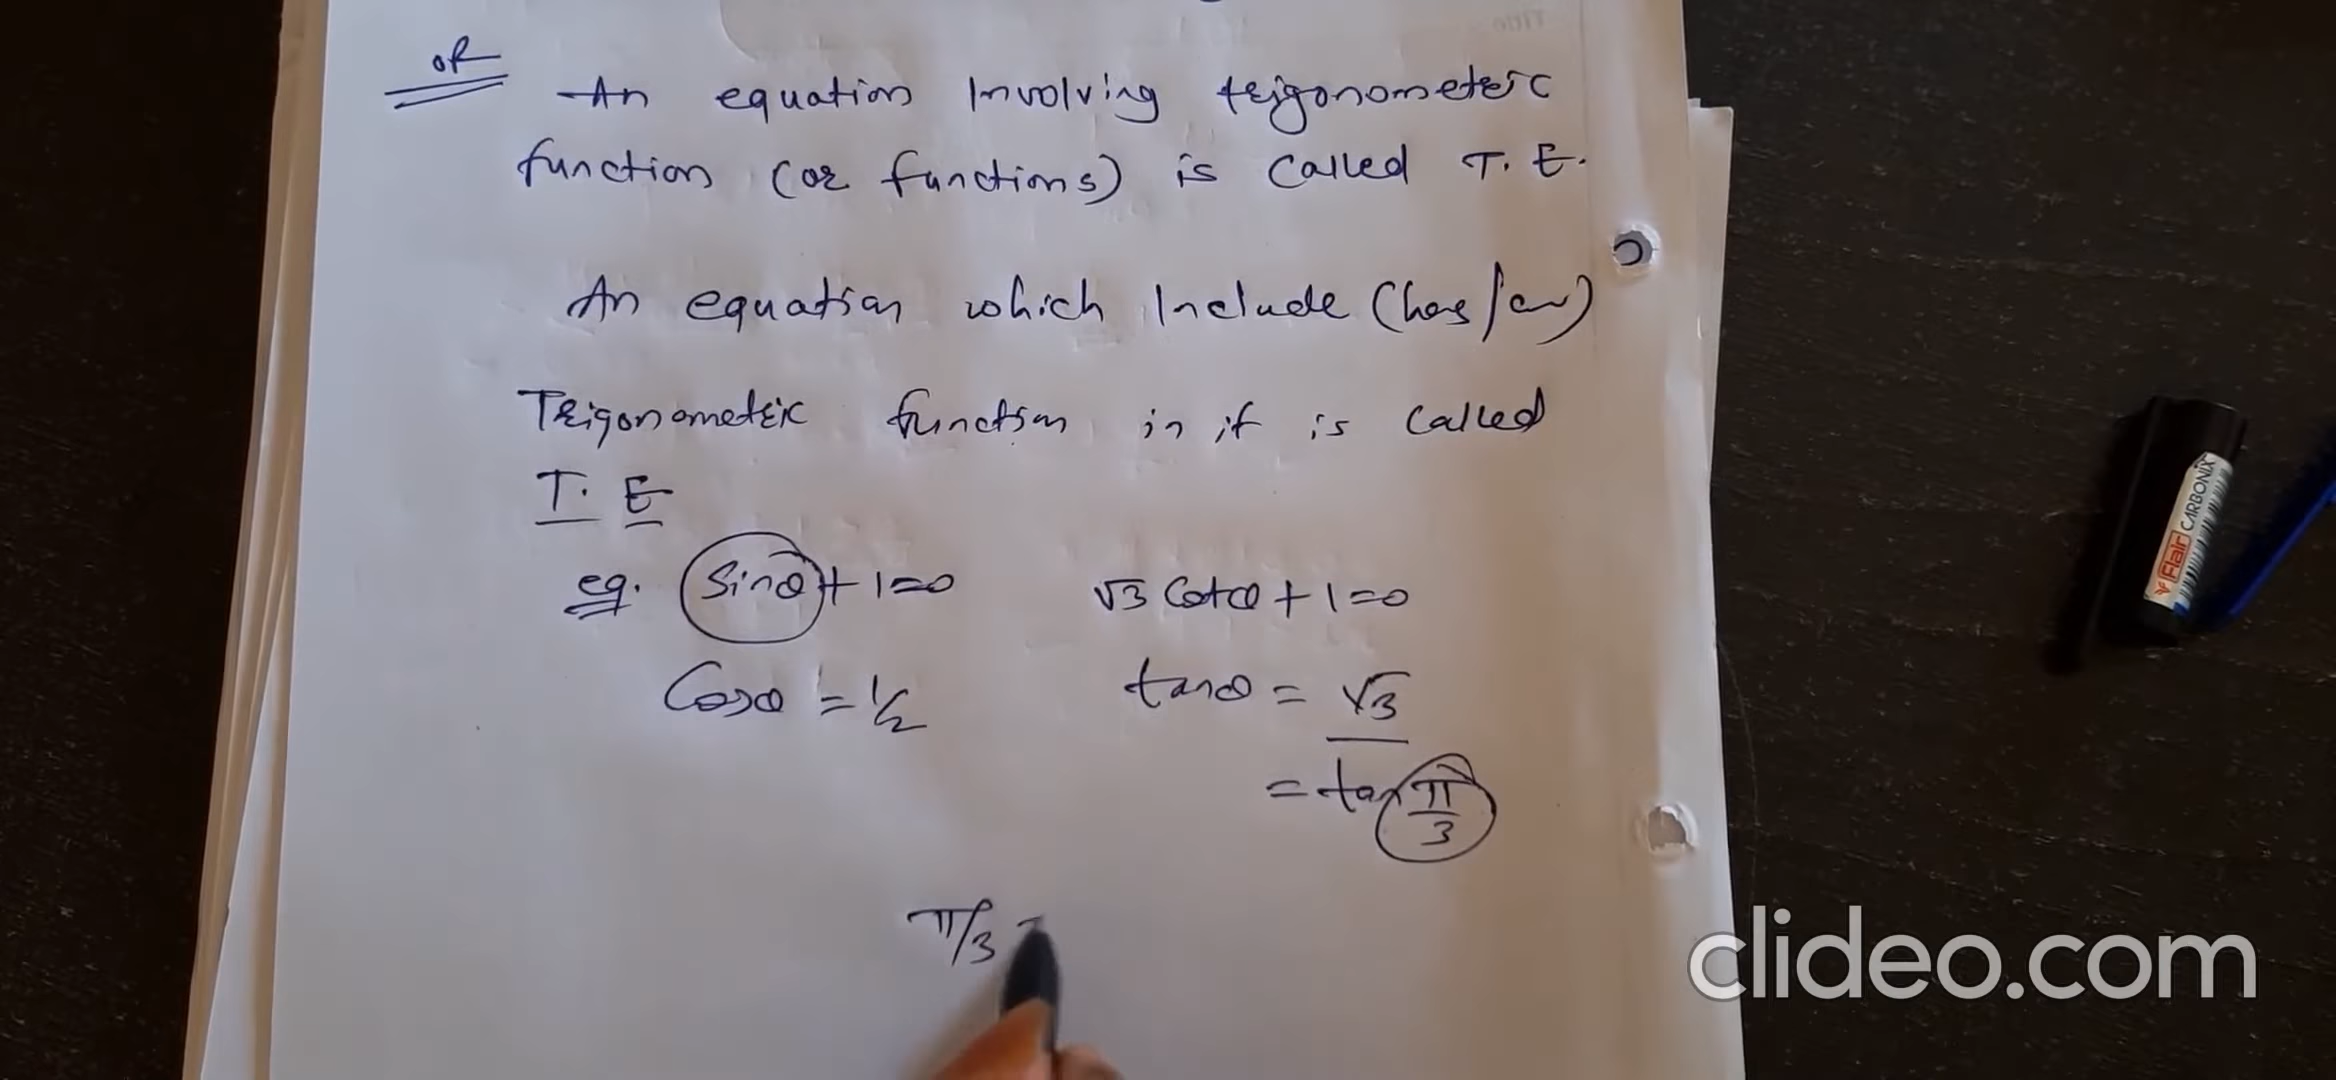 OR An equation Involving trigonometric
function (or functions) is called T. E.
An equation which Include (has/
Trigonometric function in it is called
T. E
eg. Sinθ + 1=0 √3 Cotθ + 1=0
Cosθ = 1/2 tanθ = √3
= tan π/3
π/3 =
Flair CARBONIX
clideo.com